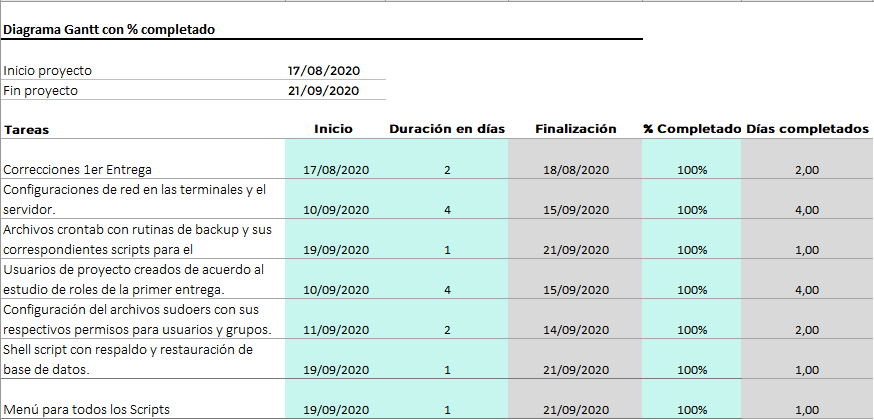 Diagrama Gantt con % completado
Inicio proyecto 17/08/2020
Fin proyecto 21/09/2020
Tareas Inicio Duración en días Finalización % Completado Días completados
Correcciones 1er Entrega 17/08/2020 2 18/08/2020 100% 2,00
Configuraciones de red en las terminales y el
servidor. 10/09/2020 4 15/09/2020 100% 4,00
Archivos crontab con rutinas de backup y sus
correspondientes scripts para el 19/09/2020 1 21/09/2020 100% 1,00
Usuarios de proyecto creados de acuerdo al
estudio de roles de la primer entrega. 10/09/2020 4 15/09/2020 100% 4,00
Configuración del archivos sudoers con sus
respectivos permisos para usuarios y grupos. 11/09/2020 2 14/09/2020 100% 2,00
Shell script con respaldo y restauración de
base de datos. 19/09/2020 1 21/09/2020 100% 1,00
Menú para todos los Scripts 19/09/2020 1 21/09/2020 100% 1,00